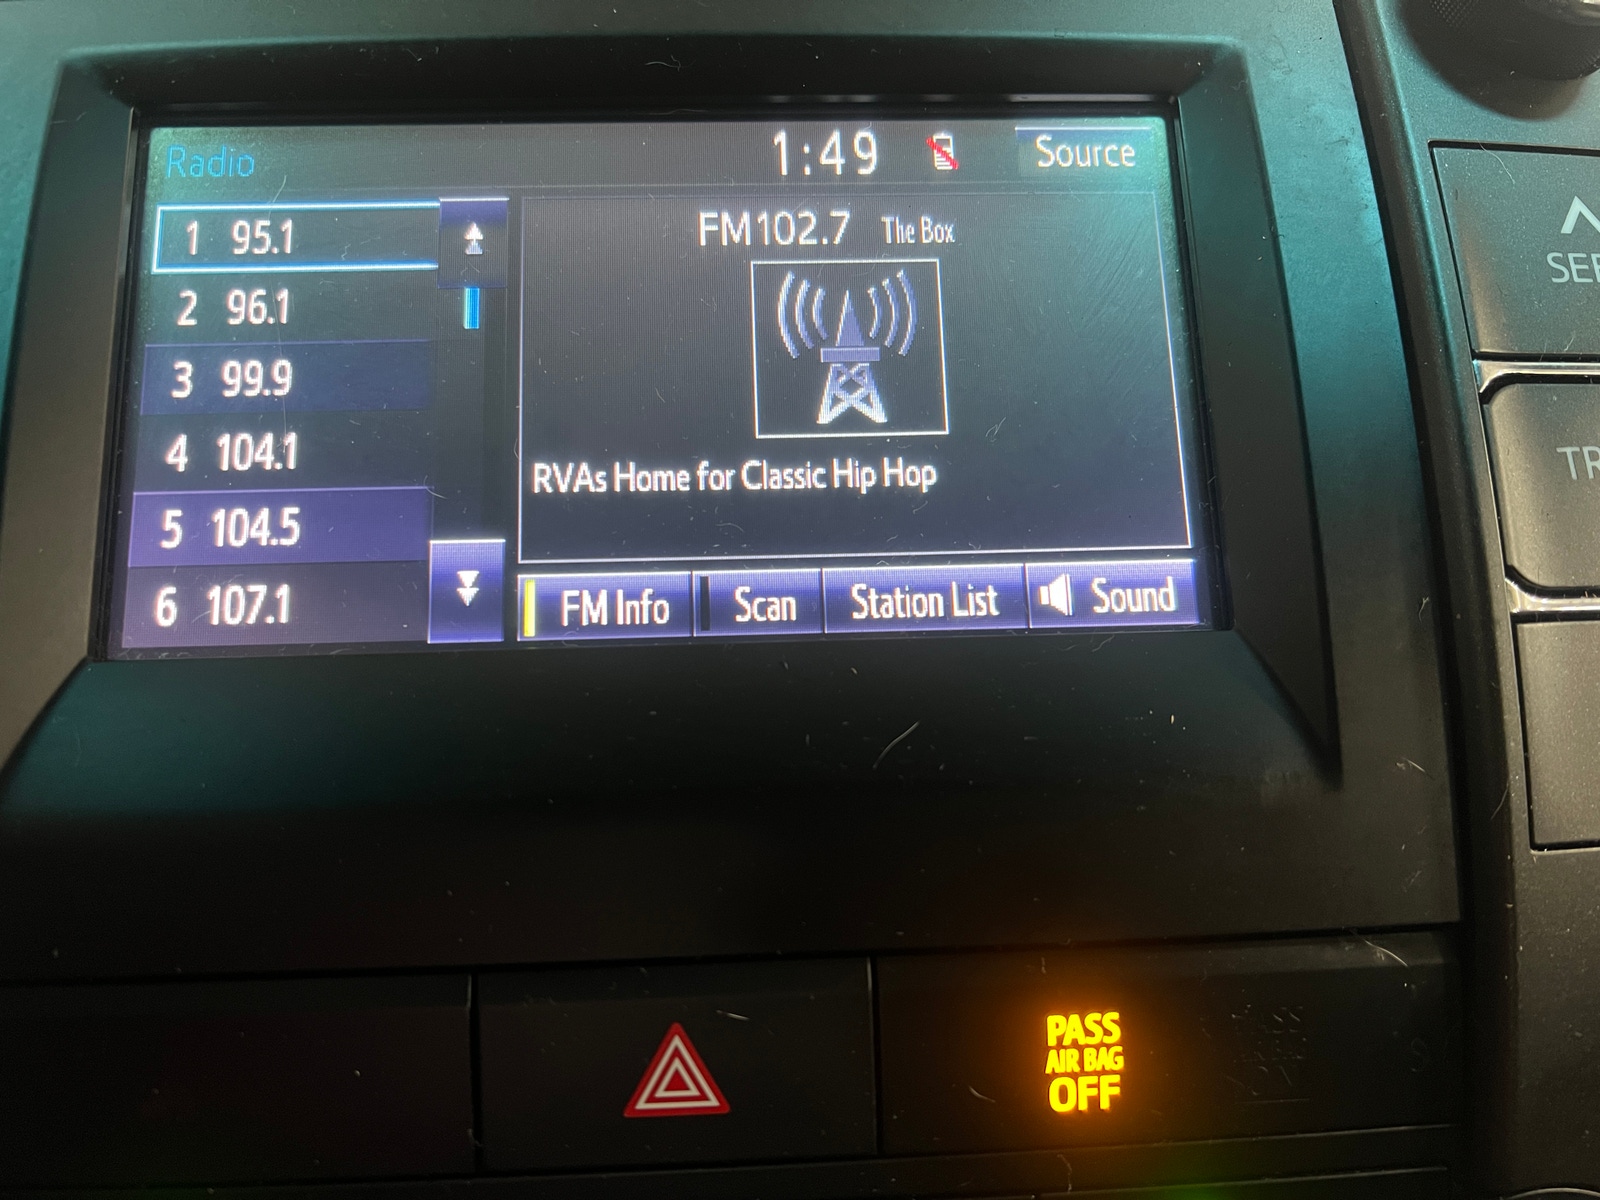 Radio 1:49 Source
1 95.1
2 96.1
3 99.9
4 104.1
5 104.5
6 107.1
FM102.7 The Box
RVAs Home for Classic Hip Hop
FM Info Scan Station List Sound
PASS
AIR BAG
OFF